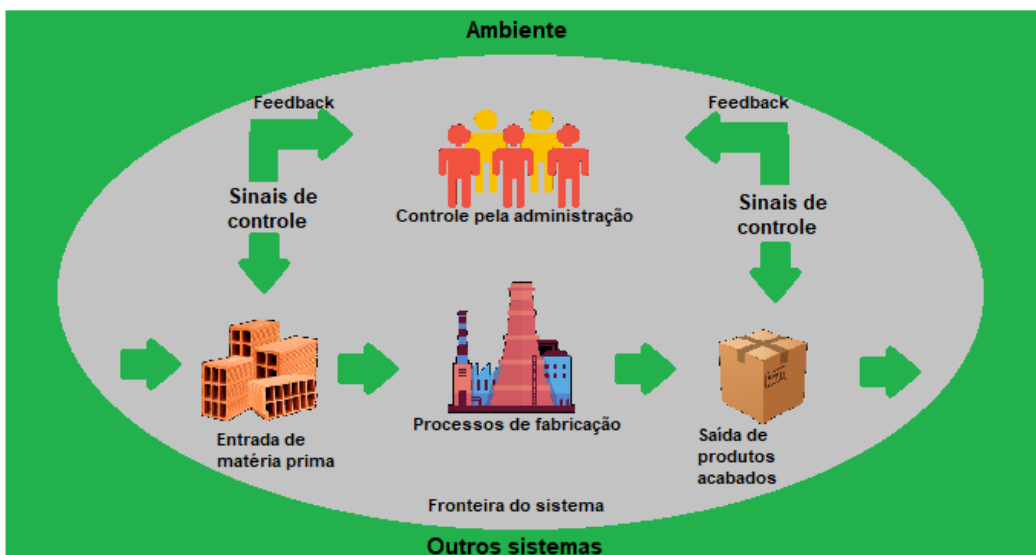 Ambiente
Feedback
Feedback
Sinais de
controle
Controle pela administração
Sinais de
controle
Entrada de
matéria prima
Processos de fabricação
Saída de
produtos
acabados
Fronteira do sistema
Outros sistemas